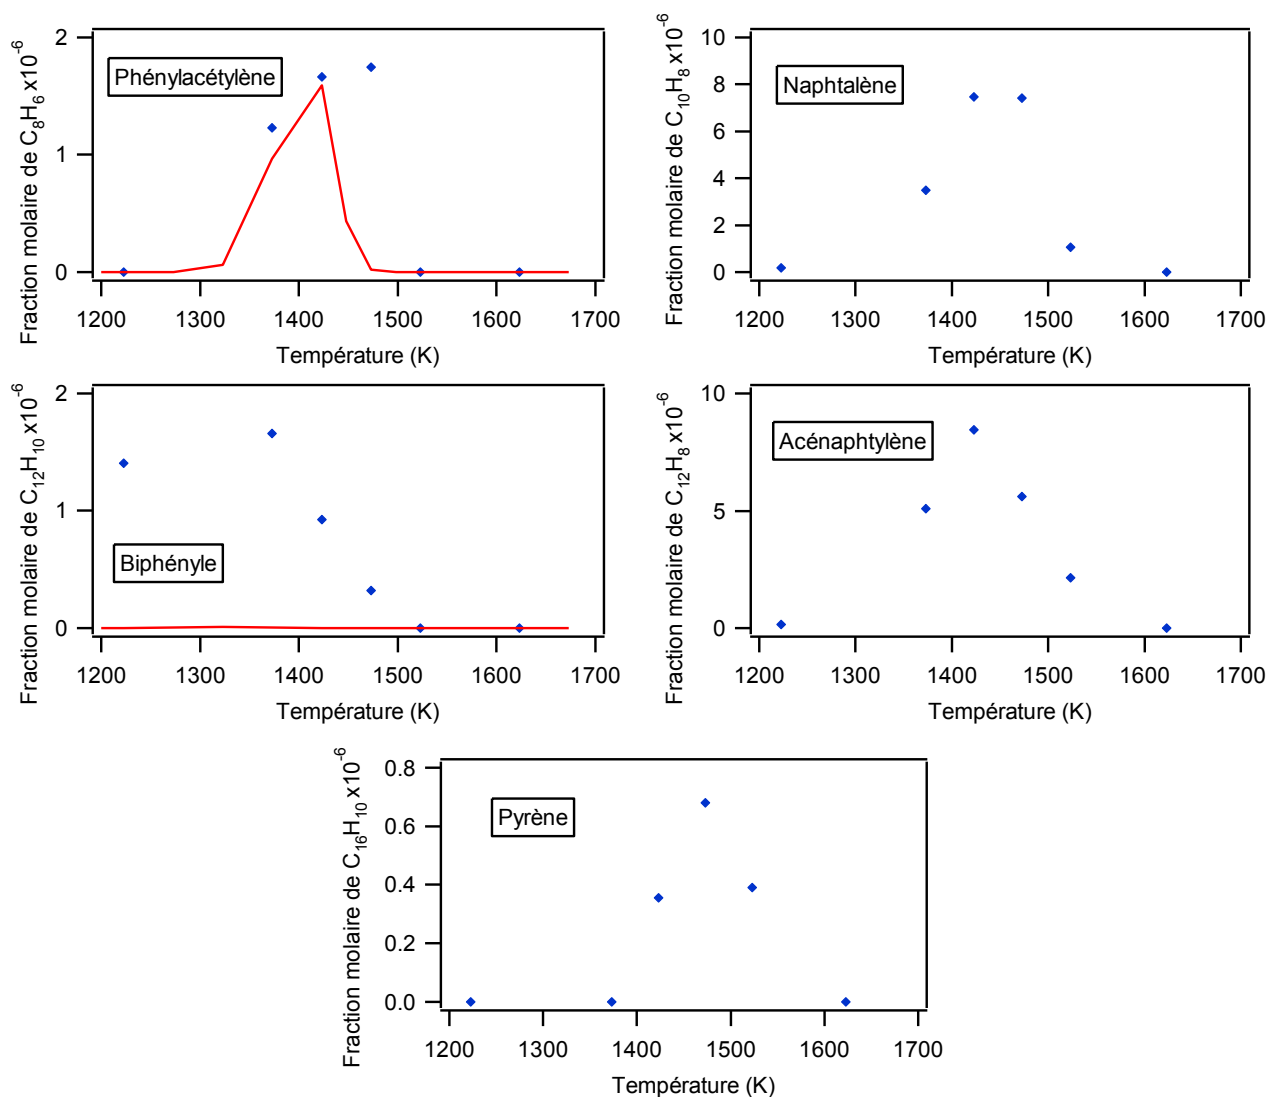 Fraction molaire de C8H6 x10-6
2
1
0
Phénylacétylène
1200 1300 1400 1500 1600 1700
Température (K)
Fraction molaire de C10H8 x10-6
10
8
6
4
2
0
Naphtalène
1200 1300 1400 1500 1600 1700
Température (K)
Fraction molaire de C12H10 x10-6
2
1
0
Biphényle
1200 1300 1400 1500 1600 1700
Température (K)
Fraction molaire de C12H8 x10-6
10
5
0
Acénaphtylène
1200 1300 1400 1500 1600 1700
Température (K)
Fraction molaire de C16H10 x10-6
0.8
0.6
0.4
0.2
0.0
Pyrène
1200 1300 1400 1500 1600 1700
Température (K)